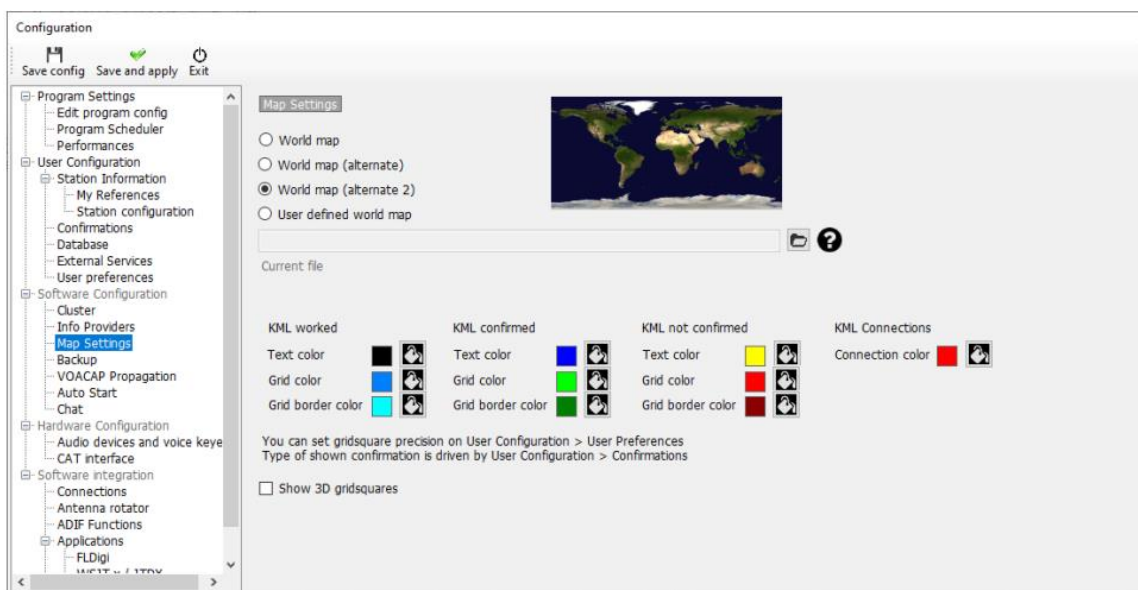 Configuration
Save config Save and apply Exit
Program Settings
Edit program config
Program Scheduler
Performances
User Configuration
Station Information
My References
Station configuration
Confirmations
Database
External Services
User preferences
Software Configuration
Cluster
Info Providers
Map Settings
Backup
VOACAP Propagation
Auto Start
Chat
Hardware Configuration
Audio devices and voice keye
CAT interface
Software integration
Connections
Antenna rotator
ADIF Functions
Applications
FLDigi
Map Settings
World map
World map (alternate)
World map (alternate 2)
User defined world map
?
Current file
KML worked KML confirmed KML not confirmed KML Connections
Text color Text color Text color Connection color
Grid color Grid color Grid color
Grid border color Grid border color Grid border color
You can set gridsquare precision on User Configuration > User Preferences
Type of shown confirmation is driven by User Configuration > Confirmations
Show 3D gridsquares